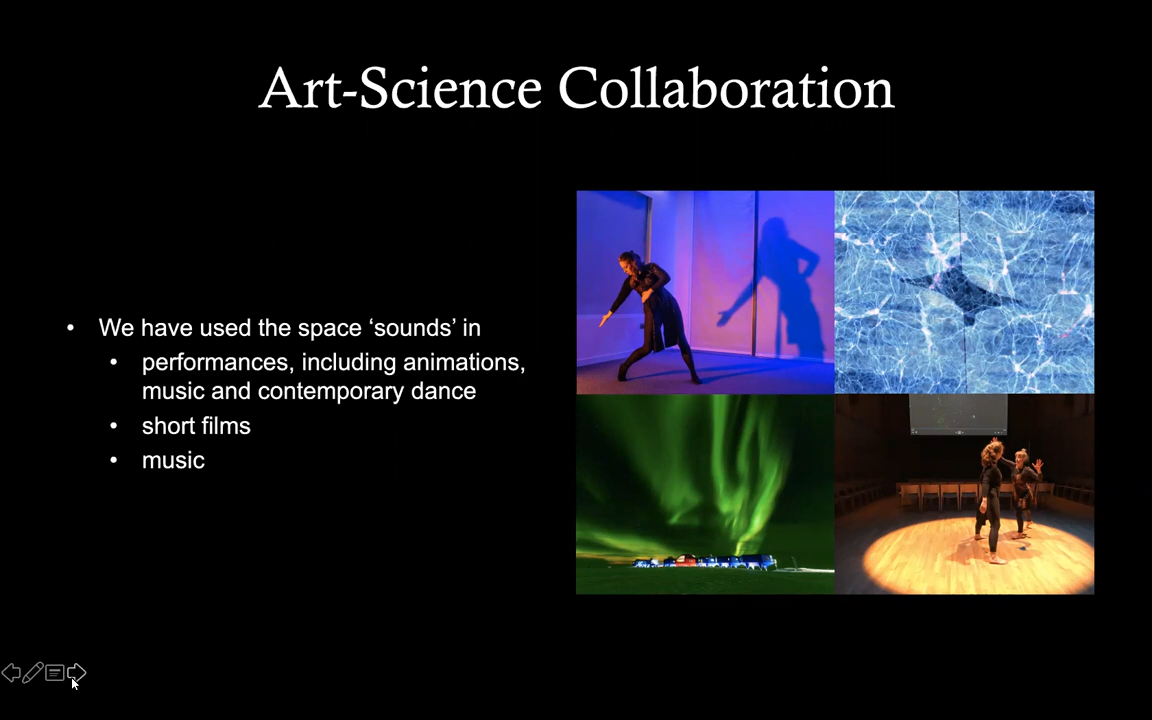 Art-Science Collaboration
• We have used the space ‘sounds’ in
• performances, including animations,
music and contemporary dance
• short films
• music